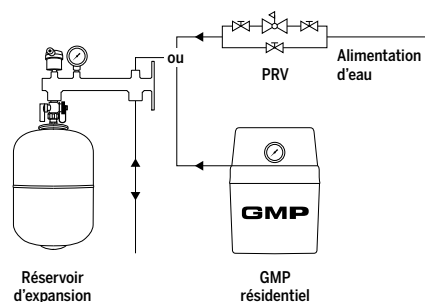 ou
PRV
Alimentation
d'eau
GMP
Réservoir
d'expansion
GMP
résidentiel